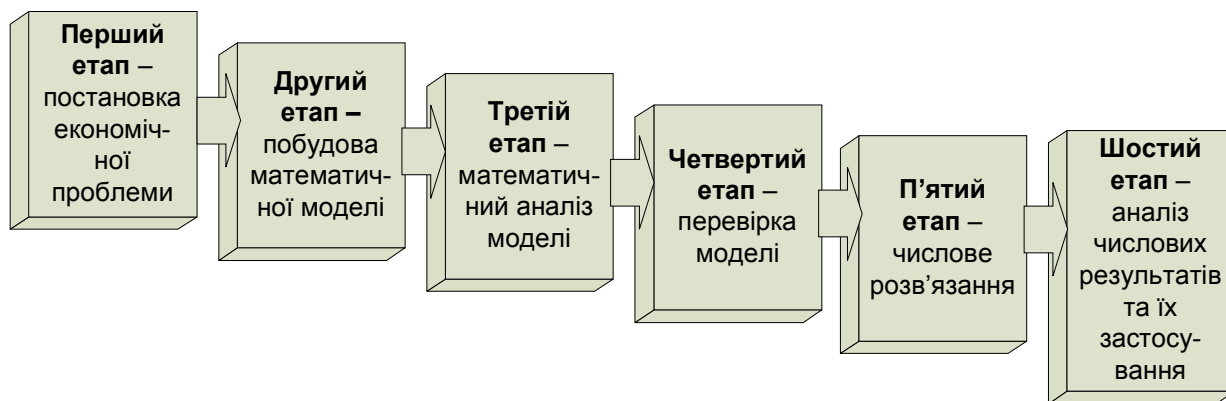 Перший
етап –
постановка
економіч-
ної
проблеми
Другий
етап –
побудова
математич-
ної моделі
Третій
етап –
математич-
ний аналіз
моделі
Четвертий
етап –
перевірка
моделі
П’ятий
етап –
числове
розв'язання
Шостий
етап –
аналіз
числових
результатів
та їх
застосу-
вання